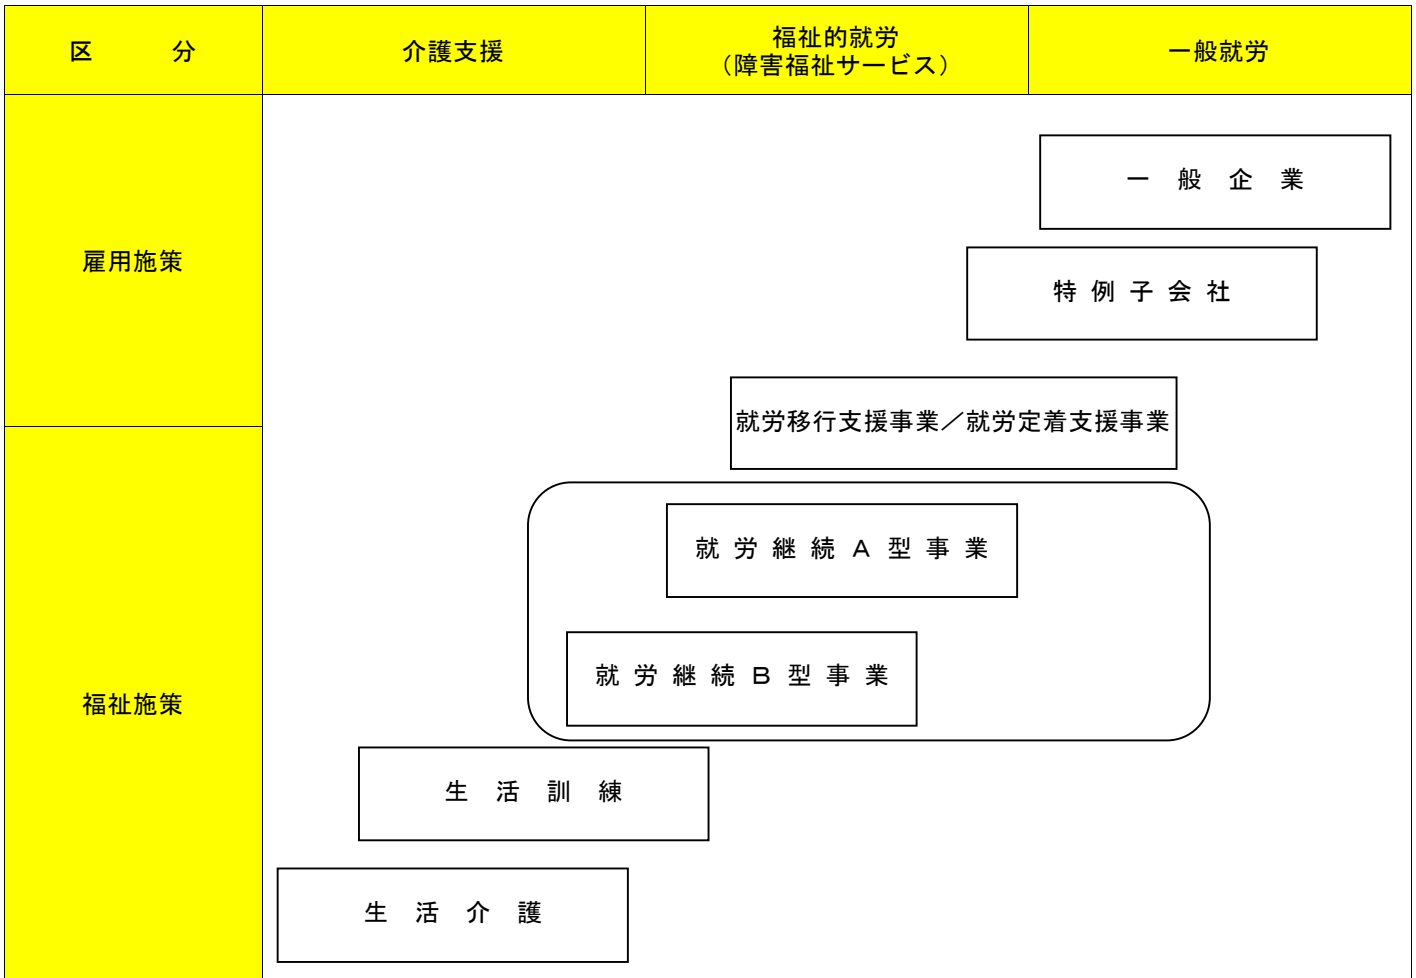 区　　　分
介護支援
福祉的就労
（障害福祉サービス）
一般就労
雇用施策
一　般　企　業
特 例 子 会 社
就労移行支援事業／就労定着支援事業
福祉施策
就 労 継 続 Ａ 型 事 業
就 労 継 続 Ｂ 型 事 業
生　活　訓　練
生　活　介　護